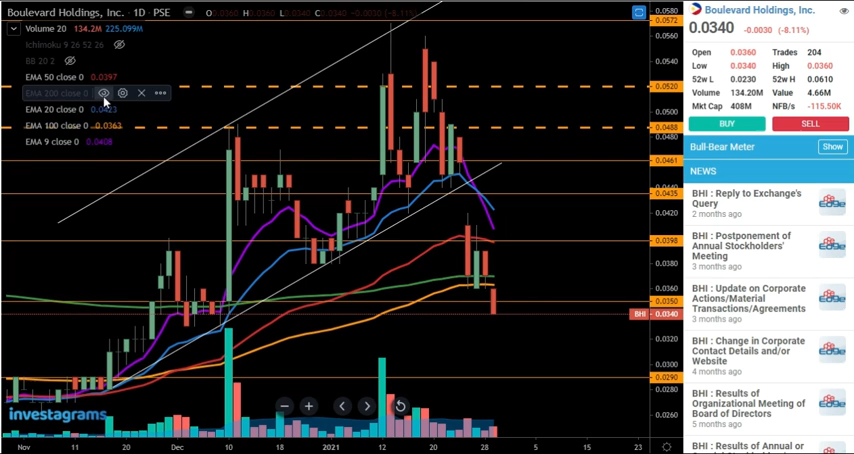 Boulevard Holdings, Inc. · 1D · PSE
O0.0360 H0.0360 L0.0340 C0.0340 -0.0030 (-8.11%)
Volume 20 134.2M 225.099M
Ichimoku 9 26 52 26
BB 20 2
EMA 50 close 0 0.0397
EMA 200 close 0
EMA 20 close 0 0.0423
EMA 100 close 0 0.0363
EMA 9 close 0 0.0408
0.0580
0.0572
0.0540
0.0520
0.0500
0.0488
0.0461
0.0440
0.0435
0.0420
0.0398
0.0380
0.0360
0.0350
BHI 0.0340
0.0320
0.0300
0.0290
0.0280
0.0260
investagrams
Nov
11
20
Dec
10
18
2021
12
20
28
5
15
23
Boulevard Holdings, Inc.
0.0340 -0.0030 (-8.11%)
Open 0.0360 Trades 204
Low 0.0340 High 0.0360
52w L 0.0230 52w H 0.0610
Volume 134.20M Value 4.66M
Mkt Cap 408M NFB/s -115.50K
BUY
SELL
Bull-Bear Meter Show
NEWS
BHI : Reply to Exchange's
Query
2 months ago
Edge
BHI : Postponement of
Annual Stockholders'
Meeting
3 months ago
Edge
BHI : Update on Corporate
Actions/Material
Transactions/Agreements
3 months ago
Edge
BHI : Change in Corporate
Contact Details and/or
Website
4 months ago
Edge
BHI : Results of
Organizational Meeting of
Board of Directors
5 months ago
Edge
BHI : Results of Annual or